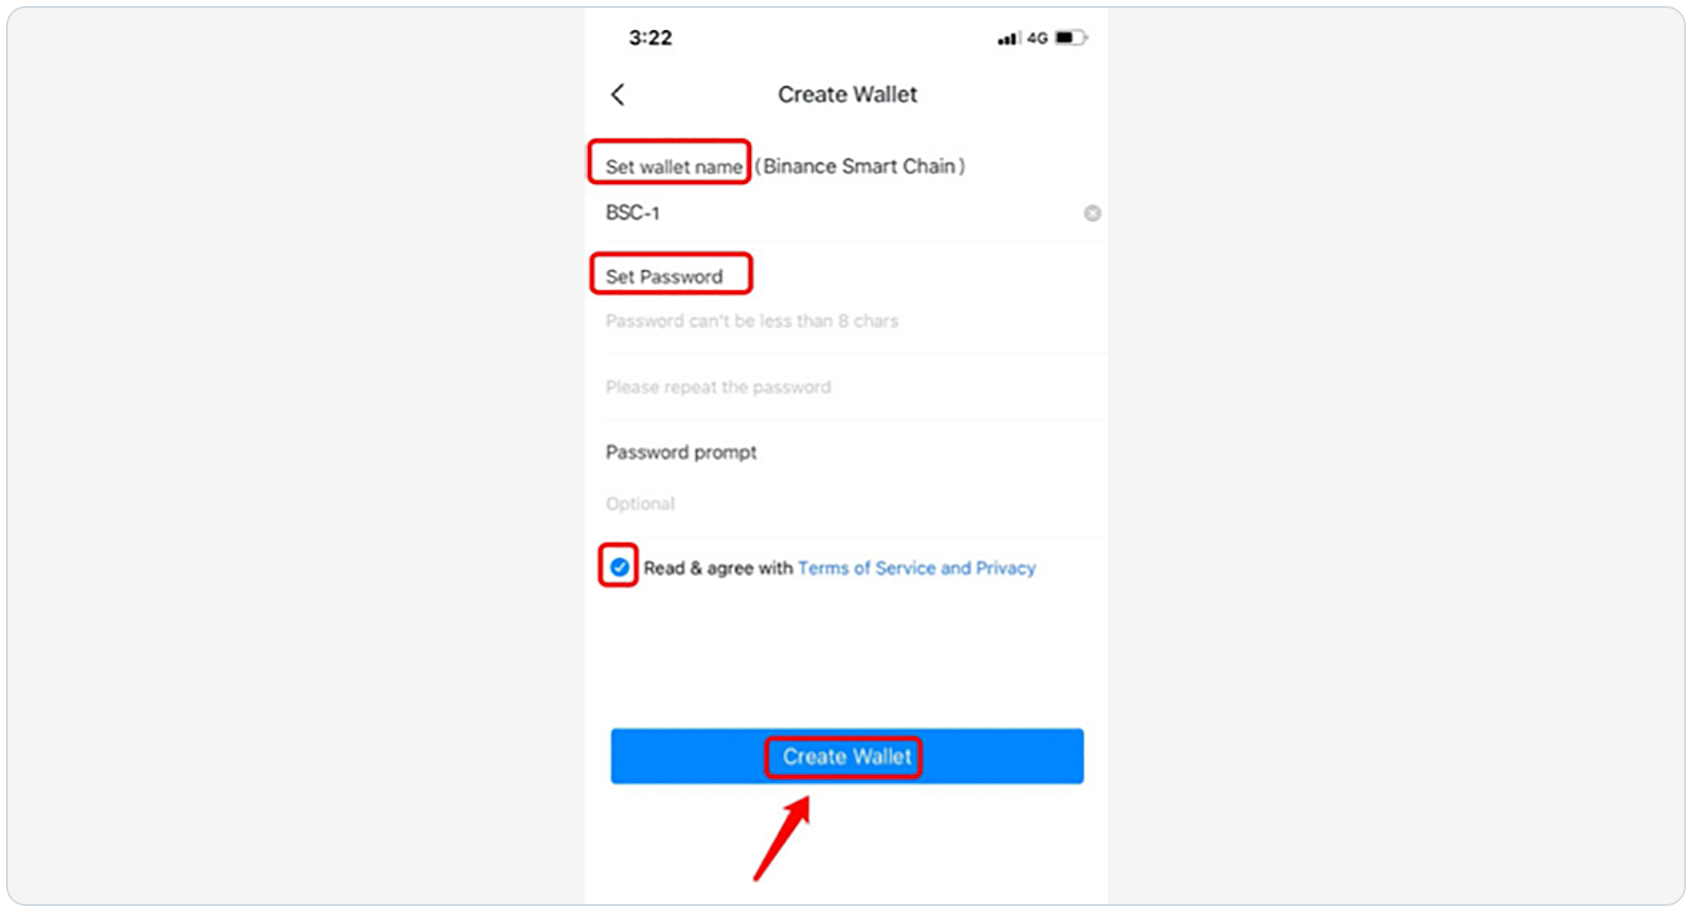 3:22 4G
Create Wallet
Set wallet name (Binance Smart Chain)
BSC-1
Set Password
Password can't be less than 8 chars
Please repeat the password
Password prompt
Optional
Read & agree with Terms of Service and Privacy
Create Wallet